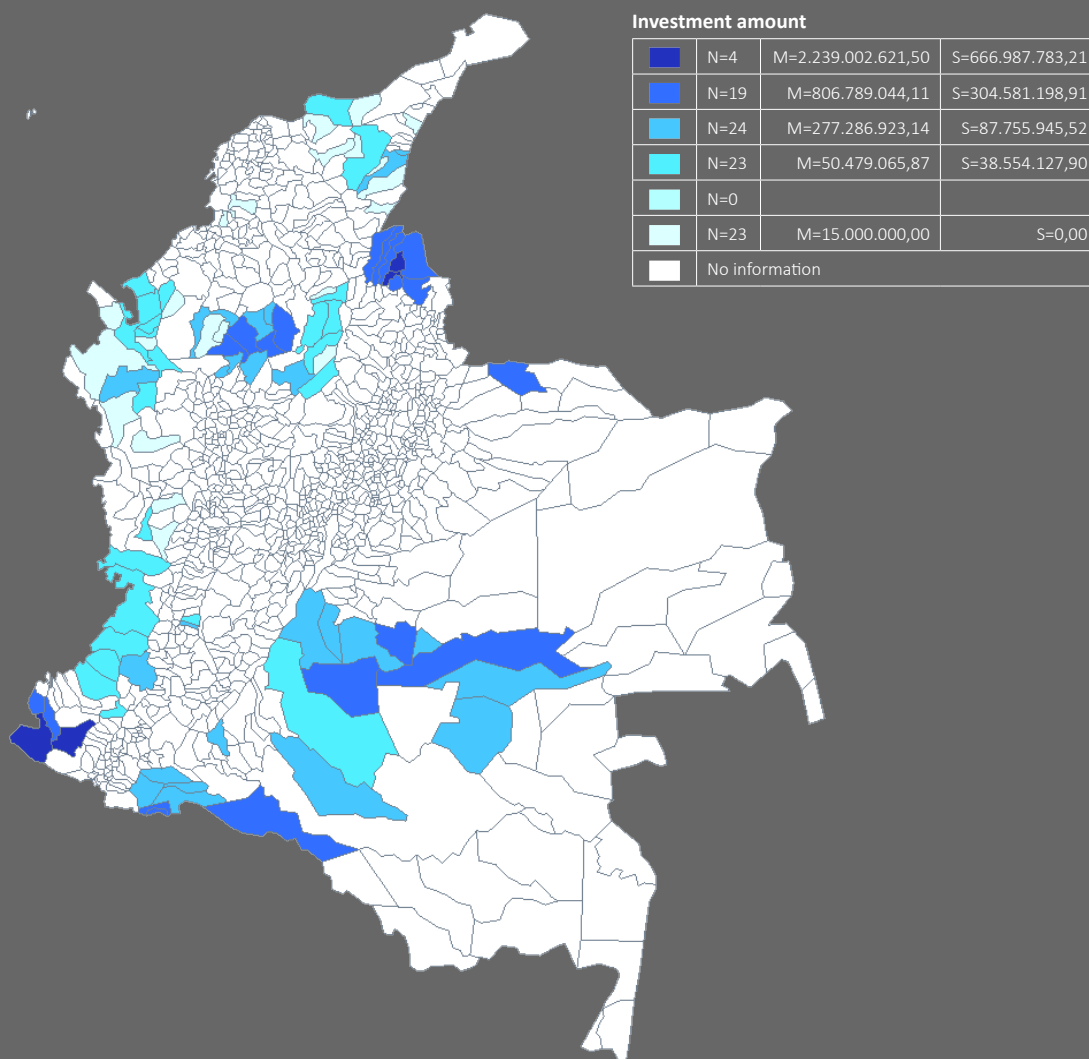 Investment amount
N=4 M=2.239.002.621,50 S=666.987.783,21
N=19 M=806.789.044,11 S=304.581.198,91
N=24 M=277.286.923,14 S=87.755.945,52
N=23 M=50.479.065,87 S=38.554.127,90
N=0
N=23 M=15.000.000,00 S=0,00
No information